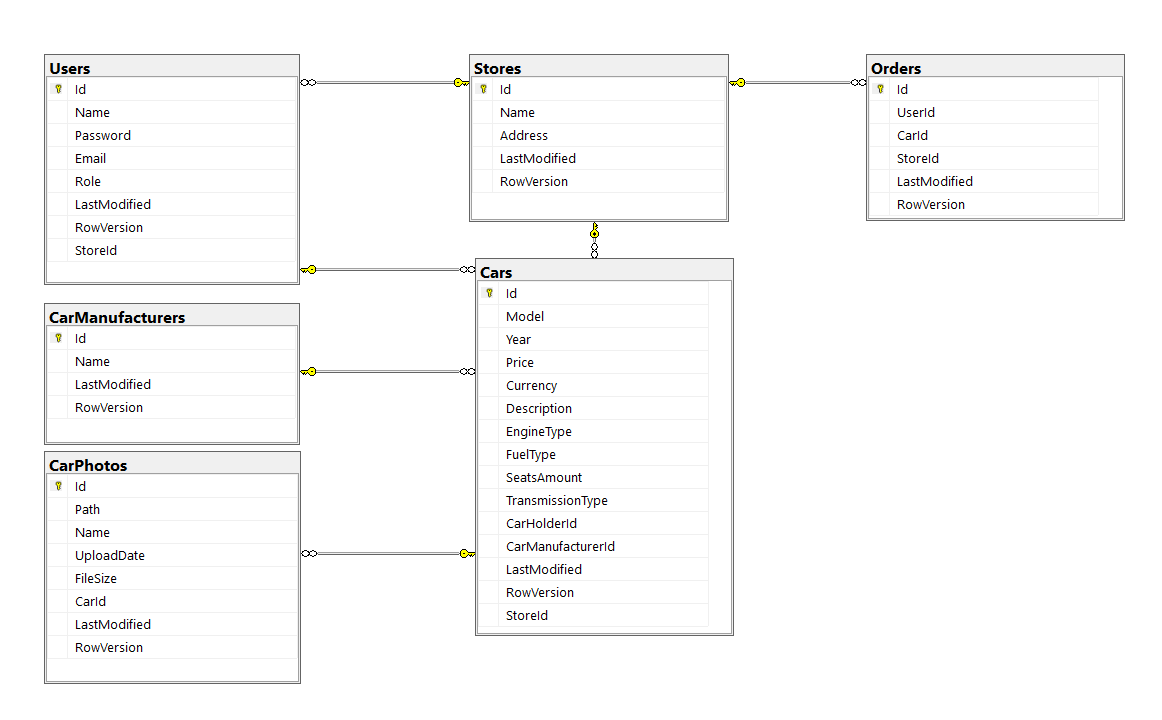 Users
Id
Name
Password
Email
Role
LastModified
RowVersion
StoreId
Stores
Id
Name
Address
LastModified
RowVersion
Orders
Id
UserId
CarId
StoreId
LastModified
RowVersion
CarManufacturers
Id
Name
LastModified
RowVersion
Cars
Id
Model
Year
Price
Currency
Description
EngineType
FuelType
SeatsAmount
TransmissionType
CarHolderId
CarManufacturerId
LastModified
RowVersion
StoreId
CarPhotos
Id
Path
Name
UploadDate
FileSize
CarId
LastModified
RowVersion